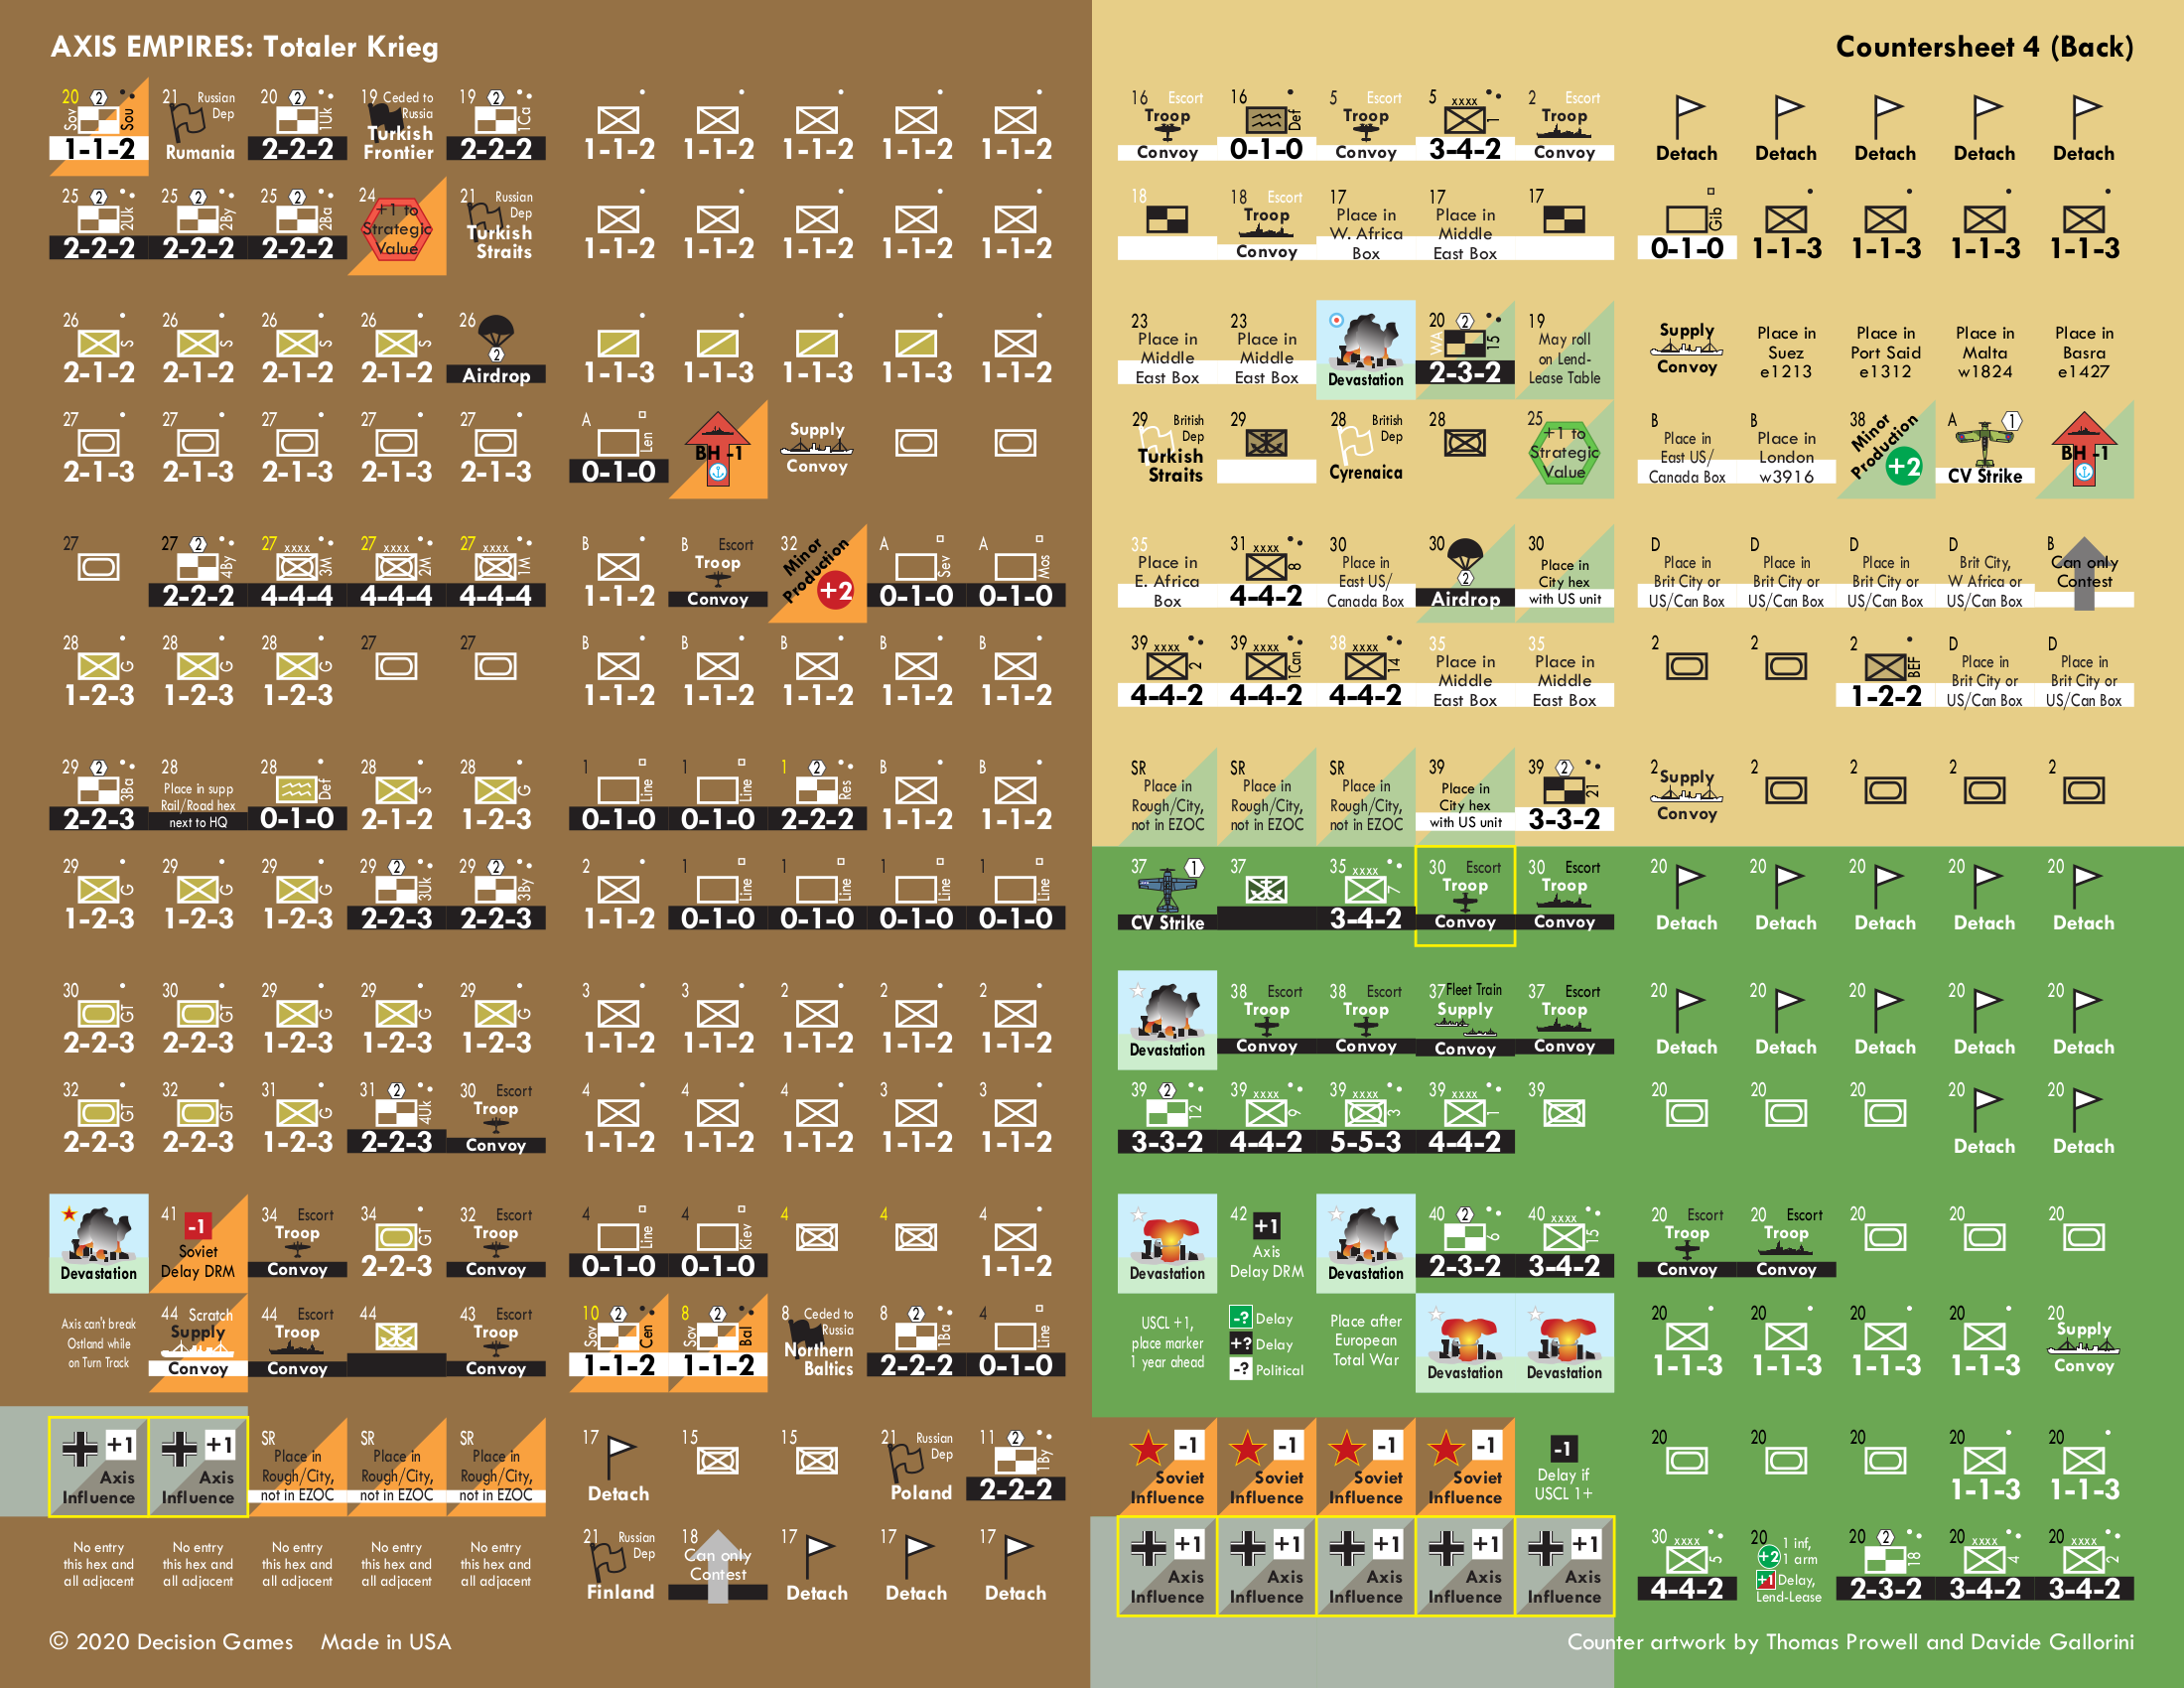 AXIS EMPIRES: Totaler Krieg
Countersheet 4 (Back)
20 2 Sov Sou 1-1-2
21 Russian Dep Rumania
20 2 1Uk 2-2-2
19 Ceded to Russia Turkish Frontier
19 2 1Ca 2-2-2
1-1-2
1-1-2
1-1-2
1-1-2
1-1-2
16 Escort Troop Convoy
16 Def 0-1-0
5 Escort Troop Convoy
5 xxxx 1 3-4-2
2 Escort Troop Convoy
Detach
Detach
Detach
Detach
Detach
25 2 2Uk 2-2-2
25 2 2By 2-2-2
25 2 2Ba 2-2-2
24 +1 to Strategic Value
21 Russian Dep Turkish Straits
1-1-2
1-1-2
1-1-2
1-1-2
1-1-2
18
18 Escort Troop Convoy
17 Place in W. Africa Box
17 Place in Middle East Box
17
Gib 0-1-0
1-1-3
1-1-3
1-1-3
1-1-3
26 S 2-1-2
26 S 2-1-2
26 S 2-1-2
26 S 2-1-2
26 2 Airdrop
1-1-3
1-1-3
1-1-3
1-1-3
1-1-2
23 Place in Middle East Box
23 Place in Middle East Box
Devastation
20 2 WA 15 2-3-2
19 May roll on Lend-Lease Table
Supply Convoy
Place in Suez e1213
Place in Port Said e1312
Place in Malta w1824
Place in Basra e1427
27 2-1-3
27 2-1-3
27 2-1-3
27 2-1-3
27 2-1-3
A Len 0-1-0
BH -1
Supply Convoy
29 British Dep Turkish Straits
29
28 British Dep Cyrenaica
28
25 +1 to Strategic Value
B Place in East US/ Canada Box
B Place in London w3916
38 Minor Production +2
A 1 CV Strike
BH -1
27
27 2 4By 2-2-2
27 xxxx 3M 4-4-4
27 xxxx 2M 4-4-4
27 xxxx 1M 4-4-4
B 1-1-2
B Escort Troop Convoy
32 Minor Production +2
A Sev 0-1-0
A Mos 0-1-0
35 Place in E. Africa Box
31 xxxx 8 4-4-2
30 Place in East US/ Canada Box
30 2 Airdrop
30 Place in City hex with US unit
D Place in Brit City or US/Can Box
D Place in Brit City or US/Can Box
D Place in Brit City or US/Can Box
D Brit City, W Africa or US/Can Box
B Can only Contest
28 G 1-2-3
28 G 1-2-3
28 G 1-2-3
27
27
B 1-1-2
B 1-1-2
B 1-1-2
B 1-1-2
B 1-1-2
39 xxxx 2 4-4-2
39 xxxx 1Can 4-4-2
38 xxxx 14 4-4-2
35 Place in Middle East Box
35 Place in Middle East Box
2
2
2 BEF 1-2-2
D Place in Brit City or US/Can Box
D Place in Brit City or US/Can Box
29 2 3Ba 2-2-3
28 Place in supp Rail/Road hex next to HQ
28 Def 0-1-0
28 S 2-1-2
28 G 1-2-3
1 Line 0-1-0
1 Line 0-1-0
1 2 Res 2-2-2
B 1-1-2
B 1-1-2
SR Place in Rough/City, not in EZOC
SR Place in Rough/City, not in EZOC
SR Place in Rough/City, not in EZOC
39 Place in City hex with US unit
39 2 21 3-3-2
2 Supply Convoy
2
2
2
2
29 G 1-2-3
29 G 1-2-3
29 G 1-2-3
29 2 3Uk 2-2-3
29 2 3By 2-2-3
2 1-1-2
1 Line 0-1-0
1 Line 0-1-0
1 Line 0-1-0
1 Line 0-1-0
37 1 CV Strike
37
35 xxxx 7 3-4-2
30 Escort Troop Convoy
30 Escort Troop Convoy
20 Detach
20 Detach
20 Detach
20 Detach
20 Detach
30 GT 2-2-3
30 GT 2-2-3
29 G 1-2-3
29 G 1-2-3
29 G 1-2-3
3 1-1-2
3 1-1-2
2 1-1-2
2 1-1-2
2 1-1-2
Devastation
38 Escort Troop Convoy
38 Escort Troop Convoy
37 Fleet Train Supply Convoy
37 Escort Troop Convoy
20 Detach
20 Detach
20 Detach
20 Detach
20 Detach
32 GT 2-2-3
32 GT 2-2-3
31 G 1-2-3
31 2 4Uk 2-2-3
30 Escort Troop Convoy
4 1-1-2
4 1-1-2
4 1-1-2
3 1-1-2
3 1-1-2
39 2 12 3-3-2
39 xxxx 9 4-4-2
39 xxxx 3 5-5-3
39 xxxx 1 4-4-2
39
20
20
20
20 Detach
20 Detach
Devastation
41 -1 Soviet Delay DRM
34 Escort Troop Convoy
34 GT 2-2-3
32 Escort Troop Convoy
4 Line 0-1-0
4 Kiev 0-1-0
4
4
4 1-1-2
Devastation
42 +1 Axis Delay DRM
Devastation
40 2 6 2-3-2
40 xxxx 15 3-4-2
20 Escort Troop Convoy
20 Escort Troop Convoy
20
20
20
Axis can't break Ostland while on Turn Track
44 Scratch Supply Convoy
44 Escort Troop Convoy
44
43 Escort Troop Convoy
10 2 Sov Cen 1-1-2
8 2 Sov Bal 1-1-2
8 Ceded to Russia Northern Baltics
8 2 1Ba 2-2-2
4 Line 0-1-0
USCL +1, place marker 1 year ahead
-? Delay +? Delay -? Political
Place after European Total War
Devastation
Devastation
20 1-1-3
20 1-1-3
20 1-1-3
20 1-1-3
20 Supply Convoy
+1 Axis Influence
+1 Axis Influence
SR Place in Rough/City, not in EZOC
SR Place in Rough/City, not in EZOC
SR Place in Rough/City, not in EZOC
17 Detach
15
15
21 Russian Dep Poland
11 2 1By 2-2-2
-1 Soviet Influence
-1 Soviet Influence
-1 Soviet Influence
-1 Soviet Influence
-1 Delay if USCL 1+
20
20
20
20 1-1-3
20 1-1-3
No entry this hex and all adjacent
No entry this hex and all adjacent
No entry this hex and all adjacent
No entry this hex and all adjacent
No entry this hex and all adjacent
21 Russian Dep Finland
18 Can only Contest
17 Detach
17 Detach
17 Detach
+1 Axis Influence
+1 Axis Influence
+1 Axis Influence
+1 Axis Influence
+1 Axis Influence
30 xxxx 5 4-4-2
20 +2 1 inf, 1 arm +1 Delay, Lend-Lease
20 2 18 2-3-2
20 xxxx 4 3-4-2
20 xxxx 2 3-4-2
© 2020 Decision Games Made in USA
Counter artwork by Thomas Prowell and Davide Gallorini